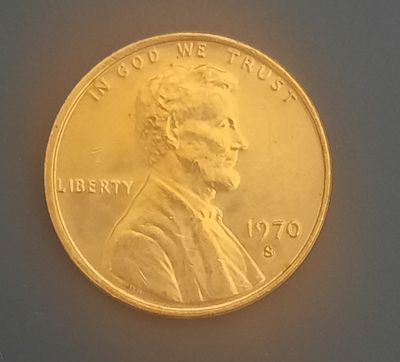 IN GOD WE TRUST
LIBERTY
1970
S